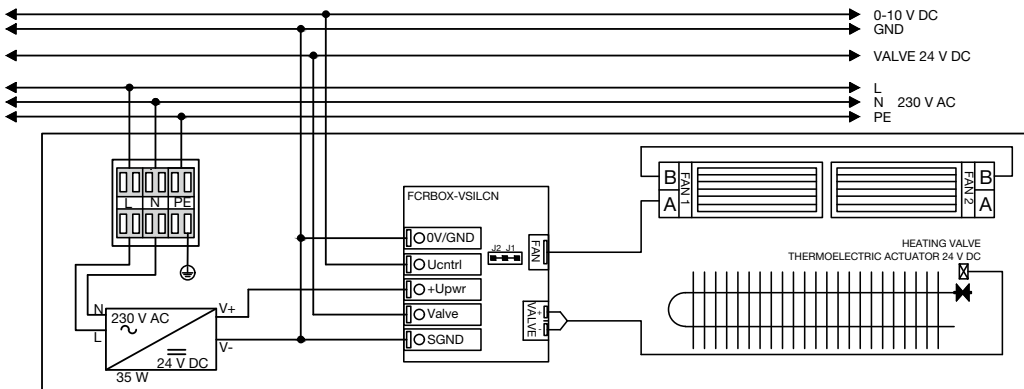 0-10 V DC
GND
VALVE 24 V DC
L
N 230 V AC
PE
L N PE
FCRBOX-VSILCN
0V/GND
Ucntrl
+Upwr
Valve
SGND
J2 J1
FAN
VALVE
+
-
B
A
FAN 1
FAN 2
B
A
HEATING VALVE
THERMOELECTRIC ACTUATOR 24 V DC
N
L
230 V AC
24 V DC
V+
V-
35 W